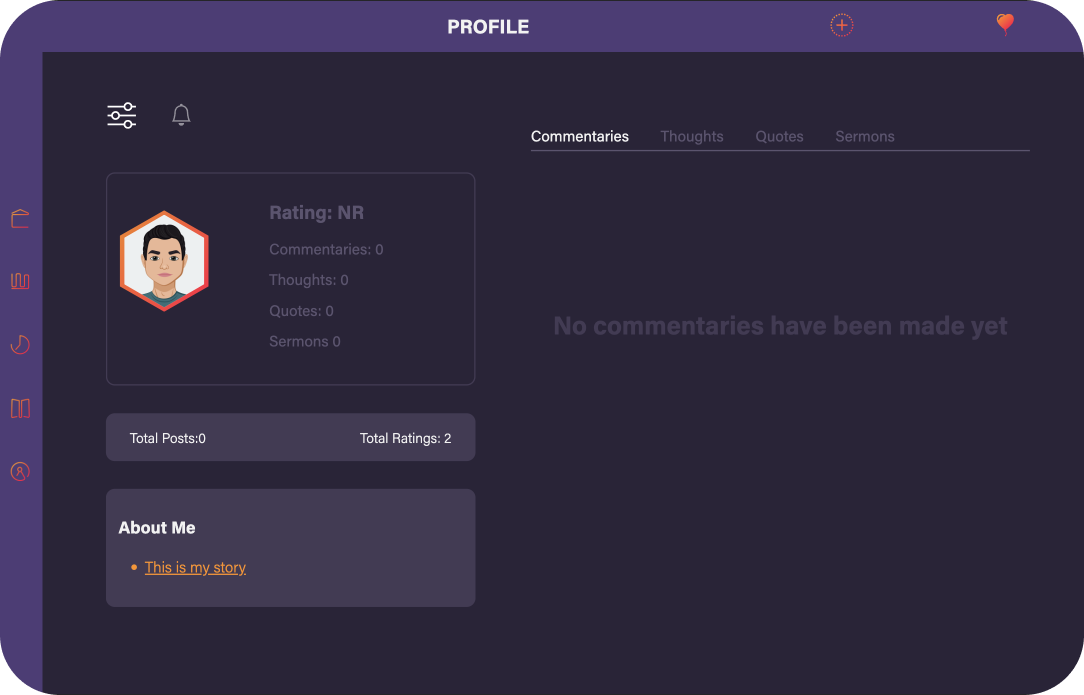 PROFILE
Commentaries Thoughts Quotes Sermons
Rating: NR
Commentaries: 0
Thoughts: 0
Quotes: 0
Sermons 0
No commentaries have been made yet
Total Posts:0 Total Ratings: 2
About Me
This is my story